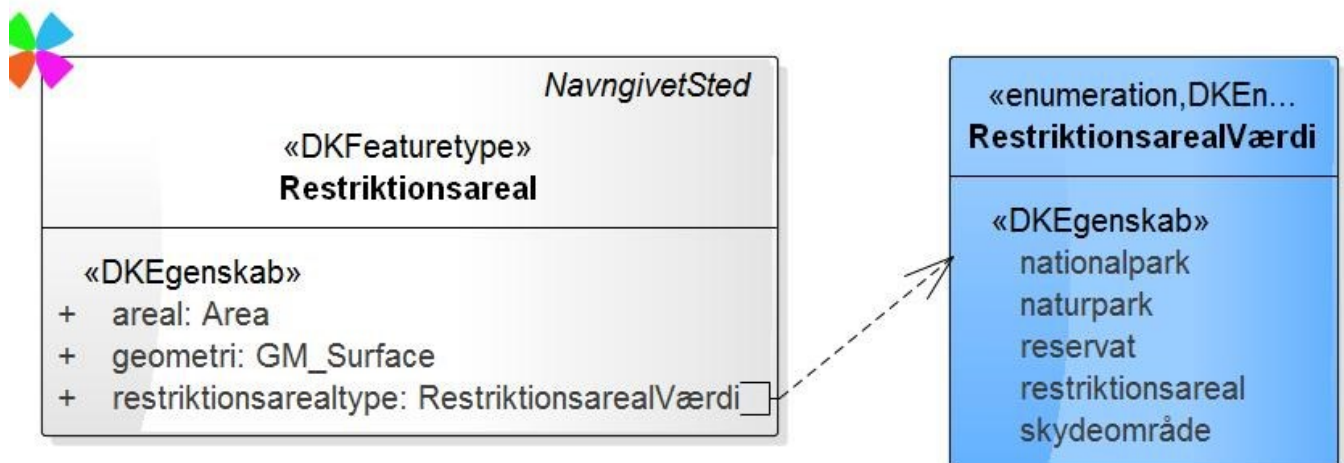 NavngivetSted
«DKFeaturetype»
Restriktionsareal
«DKEgenskab»
+ areal: Area
+ geometri: GM_Surface
+ restriktionsarealtype: RestriktionsarealVærdi
«enumeration,DKEn...
RestriktionsarealVærdi
«DKEgenskab»
nationalpark
naturpark
reservat
restriktionsareal
skydeområde